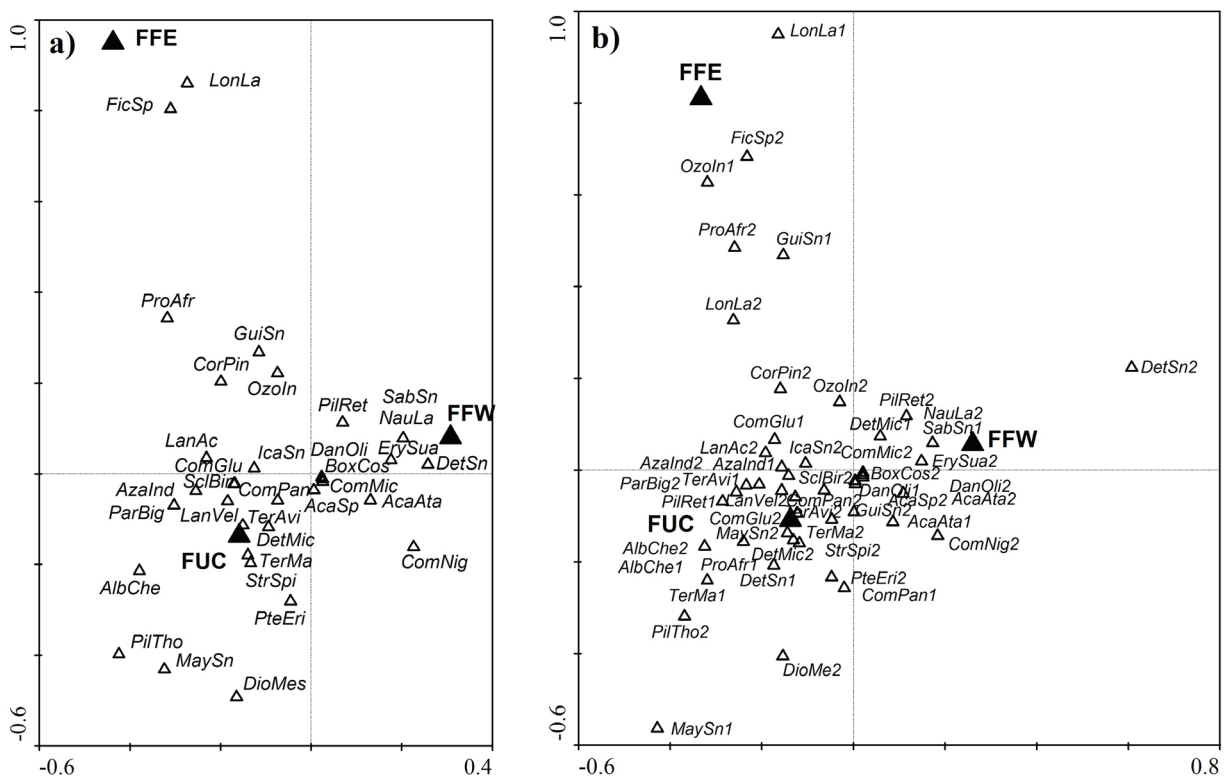 a)
1.0
FFE
LonLa
FicSp
ProAfr
GuiSn
CorPin
OzoIn
PilRet
SabSn
NauLa
FFW
LanAc
IcaSn
DanOli
ErySua
ComGlu
BoxCos
DetSn
SclBin
ComPan
ComMic
AzaInd
AcaSp
AcaAta
ParBig
LanVel
TerAvi
DetMic
FUC
TerMa
ComNig
AlbChe
StrSpi
PteEri
PilTho
MaySn
DioMes
-0.6
-0.6
0.4
b)
1.0
LonLa1
FFE
FicSp2
OzoIn1
ProAfr2
GuiSn1
LonLa2
DetSn2
CorPin2
OzoIn2
PilRet2
ComGlu1
DetMic1
NauLa2
SabSn1
FFW
LanAc2
IcaSn2
ComMic2
ErySua2
AzaInd2
AzaInd1
BoxCos2
ParBig2
TerAvi1
SclBir2
DanOli1
DanOli2
PilRet1
LanVel2
ComPan2
AcaSp2
AcaAta2
GuiSn2
FUC
ComGlu2
AcaAta1
MaySn2
TerMa2
ComNig2
AlbChe2
DetMic2
StrSpi2
AlbChe1
ProAfr1
DetSn1
PteEri2
TerMa1
ComPan1
PilTho2
DioMe2
MaySn1
-0.6
-0.6
0.8